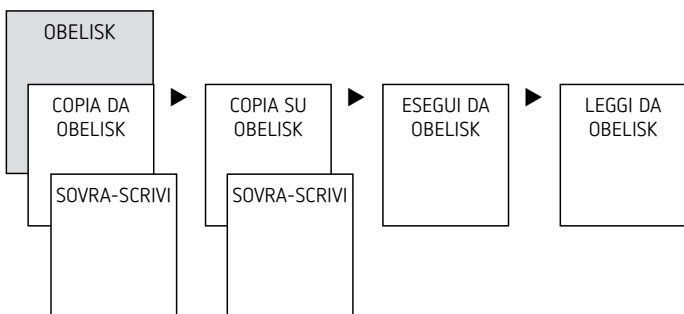 OBELISK
COPIA DA
OBELISK
COPIA SU
OBELISK
ESEGUI DA
OBELISK
LEGGI DA
OBELISK
SOVRA-SCRIVI
SOVRA-SCRIVI